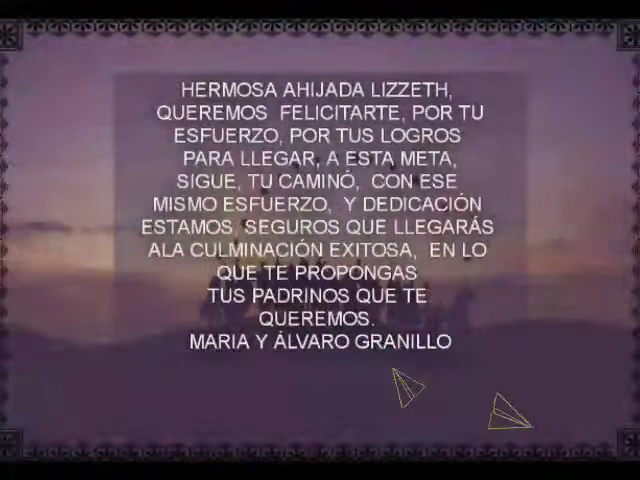 HERMOSA AHIJADA LIZZETH,
QUEREMOS FELICITARTE, POR TU
ESFUERZO, POR TUS LOGROS
PARA LLEGAR, A ESTA META,
SIGUE, TU CAMINÓ, CON ESE
MISMO ESFUERZO, Y DEDICACIÓN
ESTAMOS SEGUROS QUE LLEGARÁS
ALA CULMINACIÓN EXITOSA, EN LO
QUE TE PROPONGAS
TUS PADRINOS QUE TE
QUEREMOS.
MARIA Y ÁLVARO GRANILLO